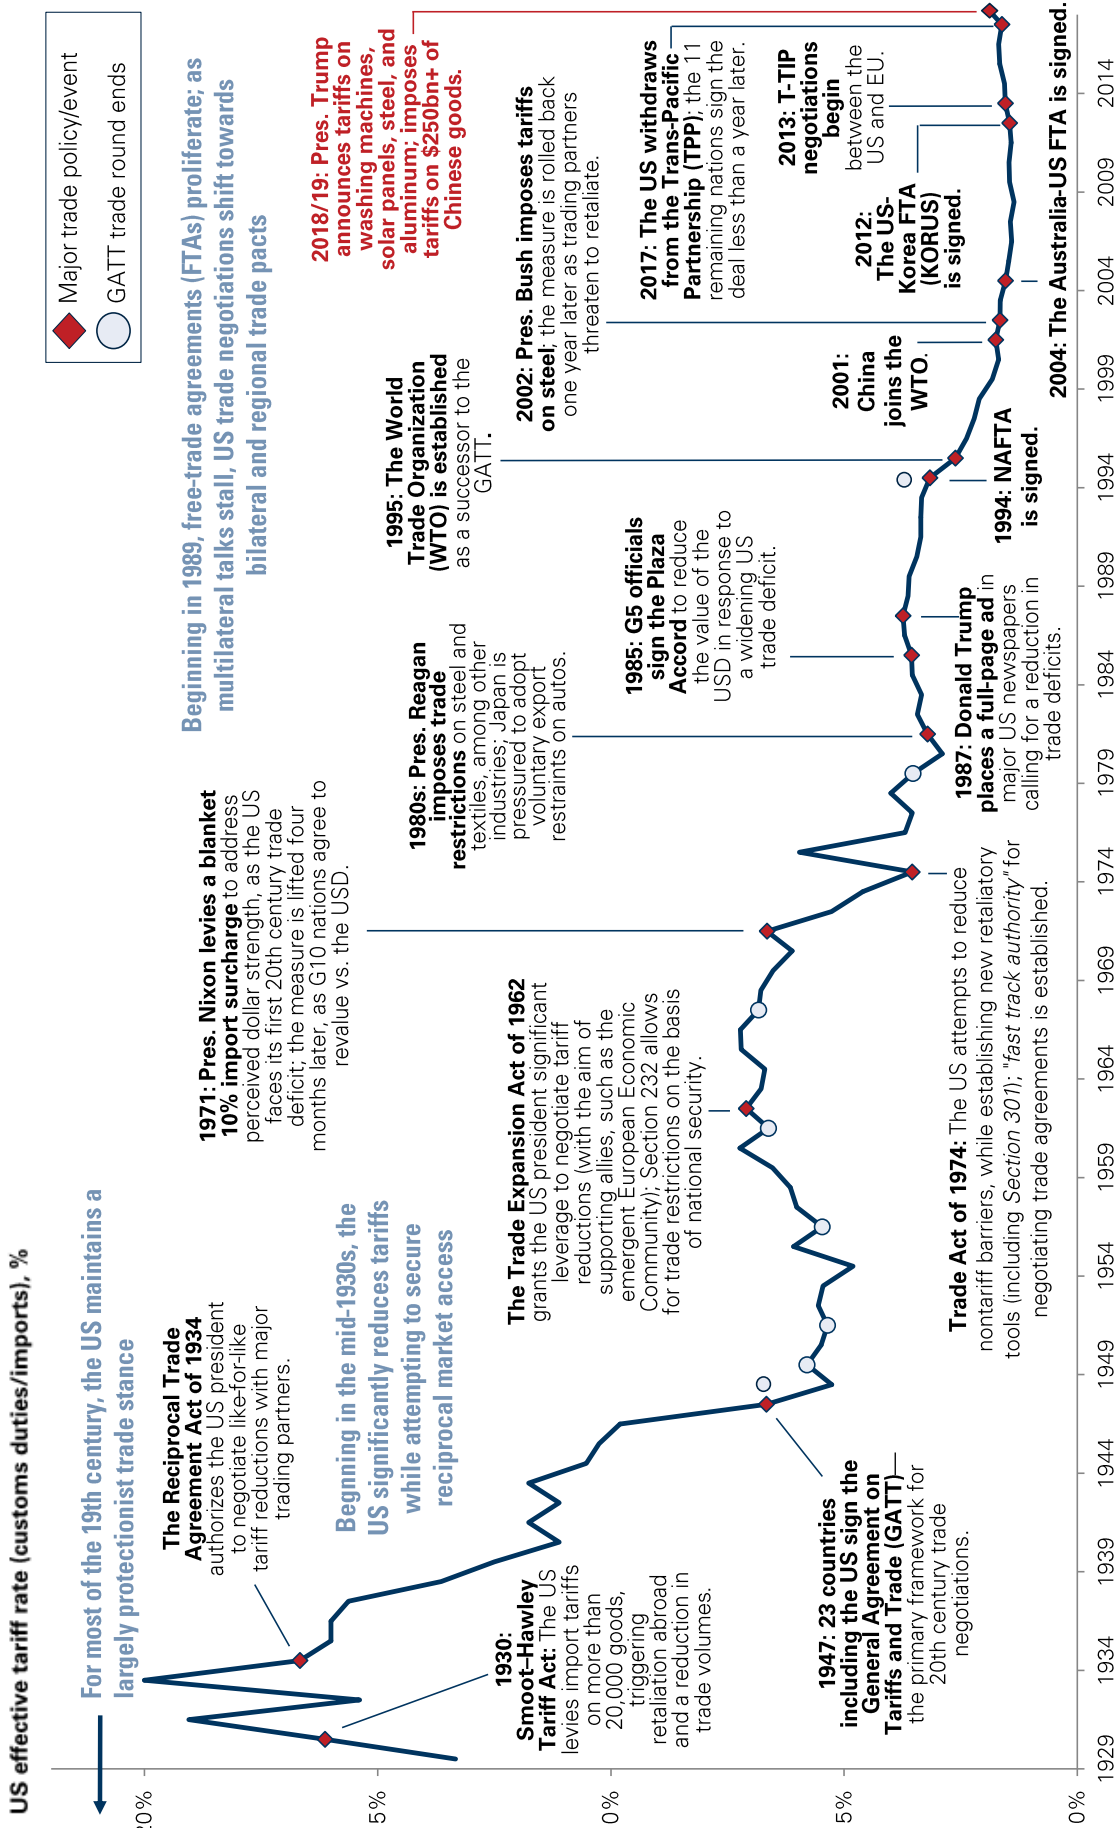 US effective tariff rate (customs duties/imports), %
For most of the 19th century, the US maintains a
largely protectionist trade stance
Major trade policy/event
GATT trade round ends
Beginning in 1989, free-trade agreements (FTAs) proliferate; as
multilateral talks stall, US trade negotiations shift towards
bilateral and regional trade pacts
The Reciprocal Trade
Agreement Act of 1934
authorizes the US president
to negotiate like-for-like
tariff reductions with major
trading partners.
1971: Pres. Nixon levies a blanket
10% import surcharge to address
perceived dollar strength, as the US
faces its first 20th century trade
deficit; the measure is lifted four
months later, as G10 nations agree to
revalue vs. the USD.
2018/19: Pres. Trump
announces tariffs on
washing machines,
solar panels, steel, and
aluminum; imposes
tariffs on $250bn+ of
Chinese goods.
Begnning in the mid-1930s, the
US significantly reduces tariffs
while attempting to secure
reciprocal market access
1995: The World
Trade Organization
(WTO) is established
as a successor to the
GATT.
1980s: Pres. Reagan
imposes trade
restrictions on steel and
textiles, among other
industries; Japan is
pressured to adopt
voluntary export
restraints on autos.
2002: Pres. Bush imposes tariffs
on steel; the measure is rolled back
one year later as trading partners
threaten to retaliate.
1930:
Smoot–Hawley
Tariff Act: The US
levies import tariffs
on more than
20,000 goods,
triggering
retaliation abroad
and a reduction in
trade volumes.
The Trade Expansion Act of 1962
grants the US president significant
leverage to negotiate tariff
reductions (with the aim of
supporting allies, such as the
emergent European Economic
Community); Section 232 allows
for trade restrictions on the basis
of national security.
1985: G5 officials
sign the Plaza
Accord to reduce
the value of the
USD in response to
a widening US
trade deficit.
2017: The US withdraws
from the Trans-Pacific
Partnership (TPP); the 11
remaining nations sign the
deal less than a year later.
2013: T-TIP
negotiations
begin
between the
US and EU.
2012:
The US-
Korea FTA
(KORUS)
is signed.
2001:
China
joins the
WTO.
1947: 23 countries
including the US sign the
General Agreement on
Tariffs and Trade (GATT)—
the primary framework for
20th century trade
negotiations.
Trade Act of 1974: The US attempts to reduce
nontariff barriers, while establishing new retaliatory
tools (including Section 301); "fast track authority" for
negotiating trade agreements is established.
1987: Donald Trump
places a full-page ad in
major US newspapers
calling for a reduction in
trade deficits.
1994: NAFTA
is signed.
2004: The Australia-US FTA is signed.
20%
5%
0%
5%
0%
1929
1934
1939
1944
1949
1954
1959
1964
1969
1974
1979
1984
1989
1994
1999
2004
2009
2014